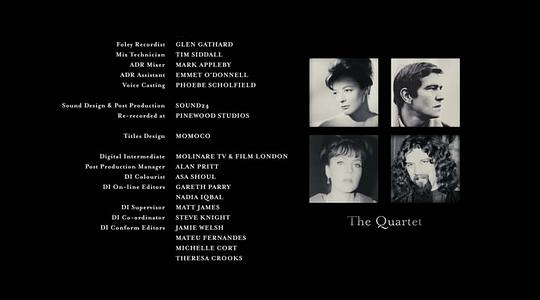 Foley Recordist GLEN GATHARD
Mix Technician TIM SIDDALL
ADR Mixer MARK APPLEBY
ADR Assistant EMMET O'DONNELL
Voice Casting PHOEBE SCHOLFIELD
Sound Design & Post Production SOUND24
Re-recorded at PINEWOOD STUDIOS
Titles Design MOMOCO
Digital Intermediate MOLINARE TV & FILM LONDON
Post Production Manager ALAN PRITT
DI Colourist ASA SHOUL
DI On-line Editors GARETH PARRY
NADIA IQBAL
DI Supervisor MATT JAMES
DI Co-ordinator STEVE KNIGHT
DI Conform Editors JAMIE WELSH
MATEU FERNANDES
MICHELLE CORT
THERESA CROOKS
The Quartet